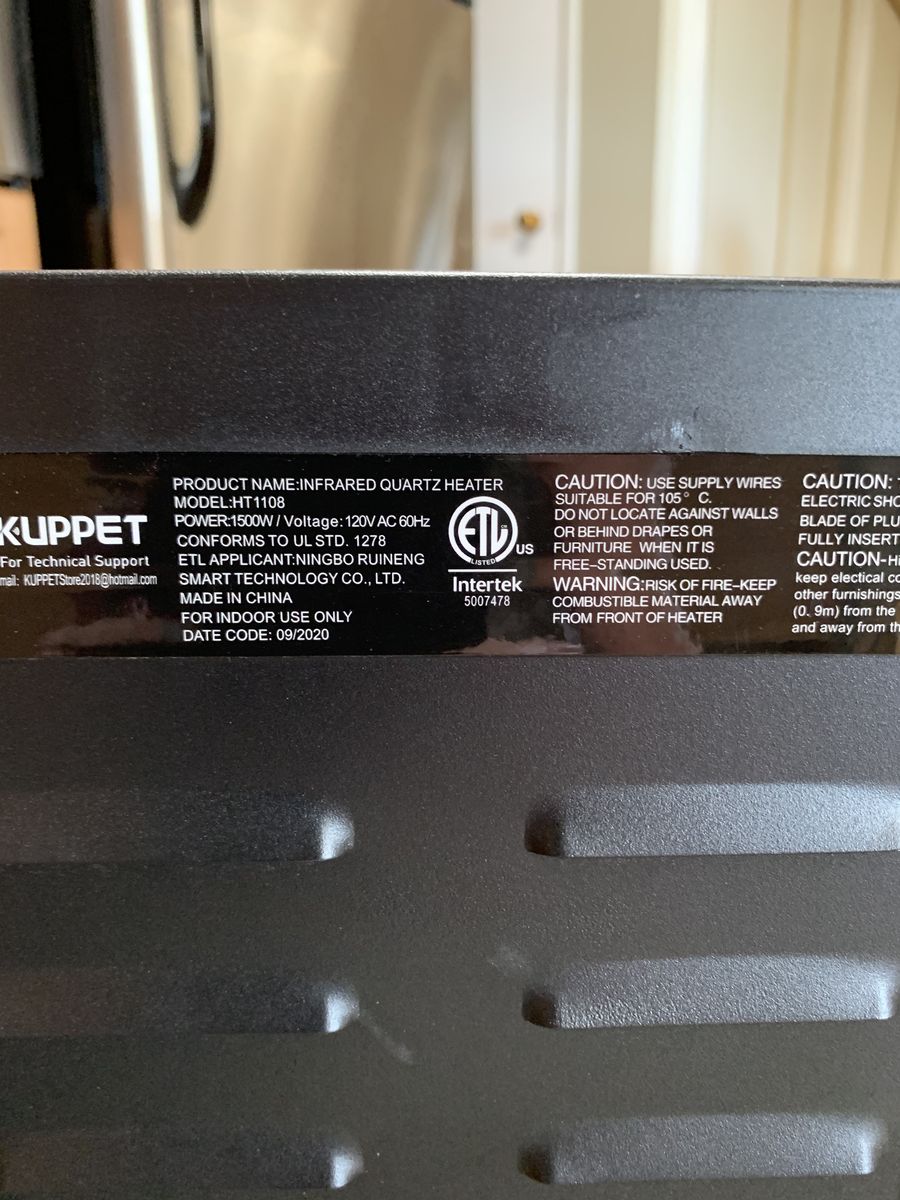 KUPPET
For Technical Support
mail: KUPPETStore2018@hotmail.com
PRODUCT NAME:INFRARED QUARTZ HEATER
MODEL:HT1108
POWER:1500W / Voltage: 120V AC 60Hz
CONFORMS TO UL STD. 1278
ETL APPLICANT:NINGBO RUINENG
SMART TECHNOLOGY CO., LTD.
MADE IN CHINA
FOR INDOOR USE ONLY
DATE CODE: 09/2020
ETL
LISTED
US
Intertek
5007478
CAUTION: USE SUPPLY WIRES
SUITABLE FOR 105° C.
DO NOT LOCATE AGAINST WALLS
OR BEHIND DRAPES OR
FURNITURE WHEN IT IS
FREE-STANDING USED.
WARNING:RISK OF FIRE-KEEP
COMBUSTIBLE MATERIAL AWAY
FROM FRONT OF HEATER
CAUTION:
ELECTRIC SHO
BLADE OF PLU
FULLY INSERT
CAUTION-Hi
keep electical co
other furnishings
(0. 9m) from the
and away from th